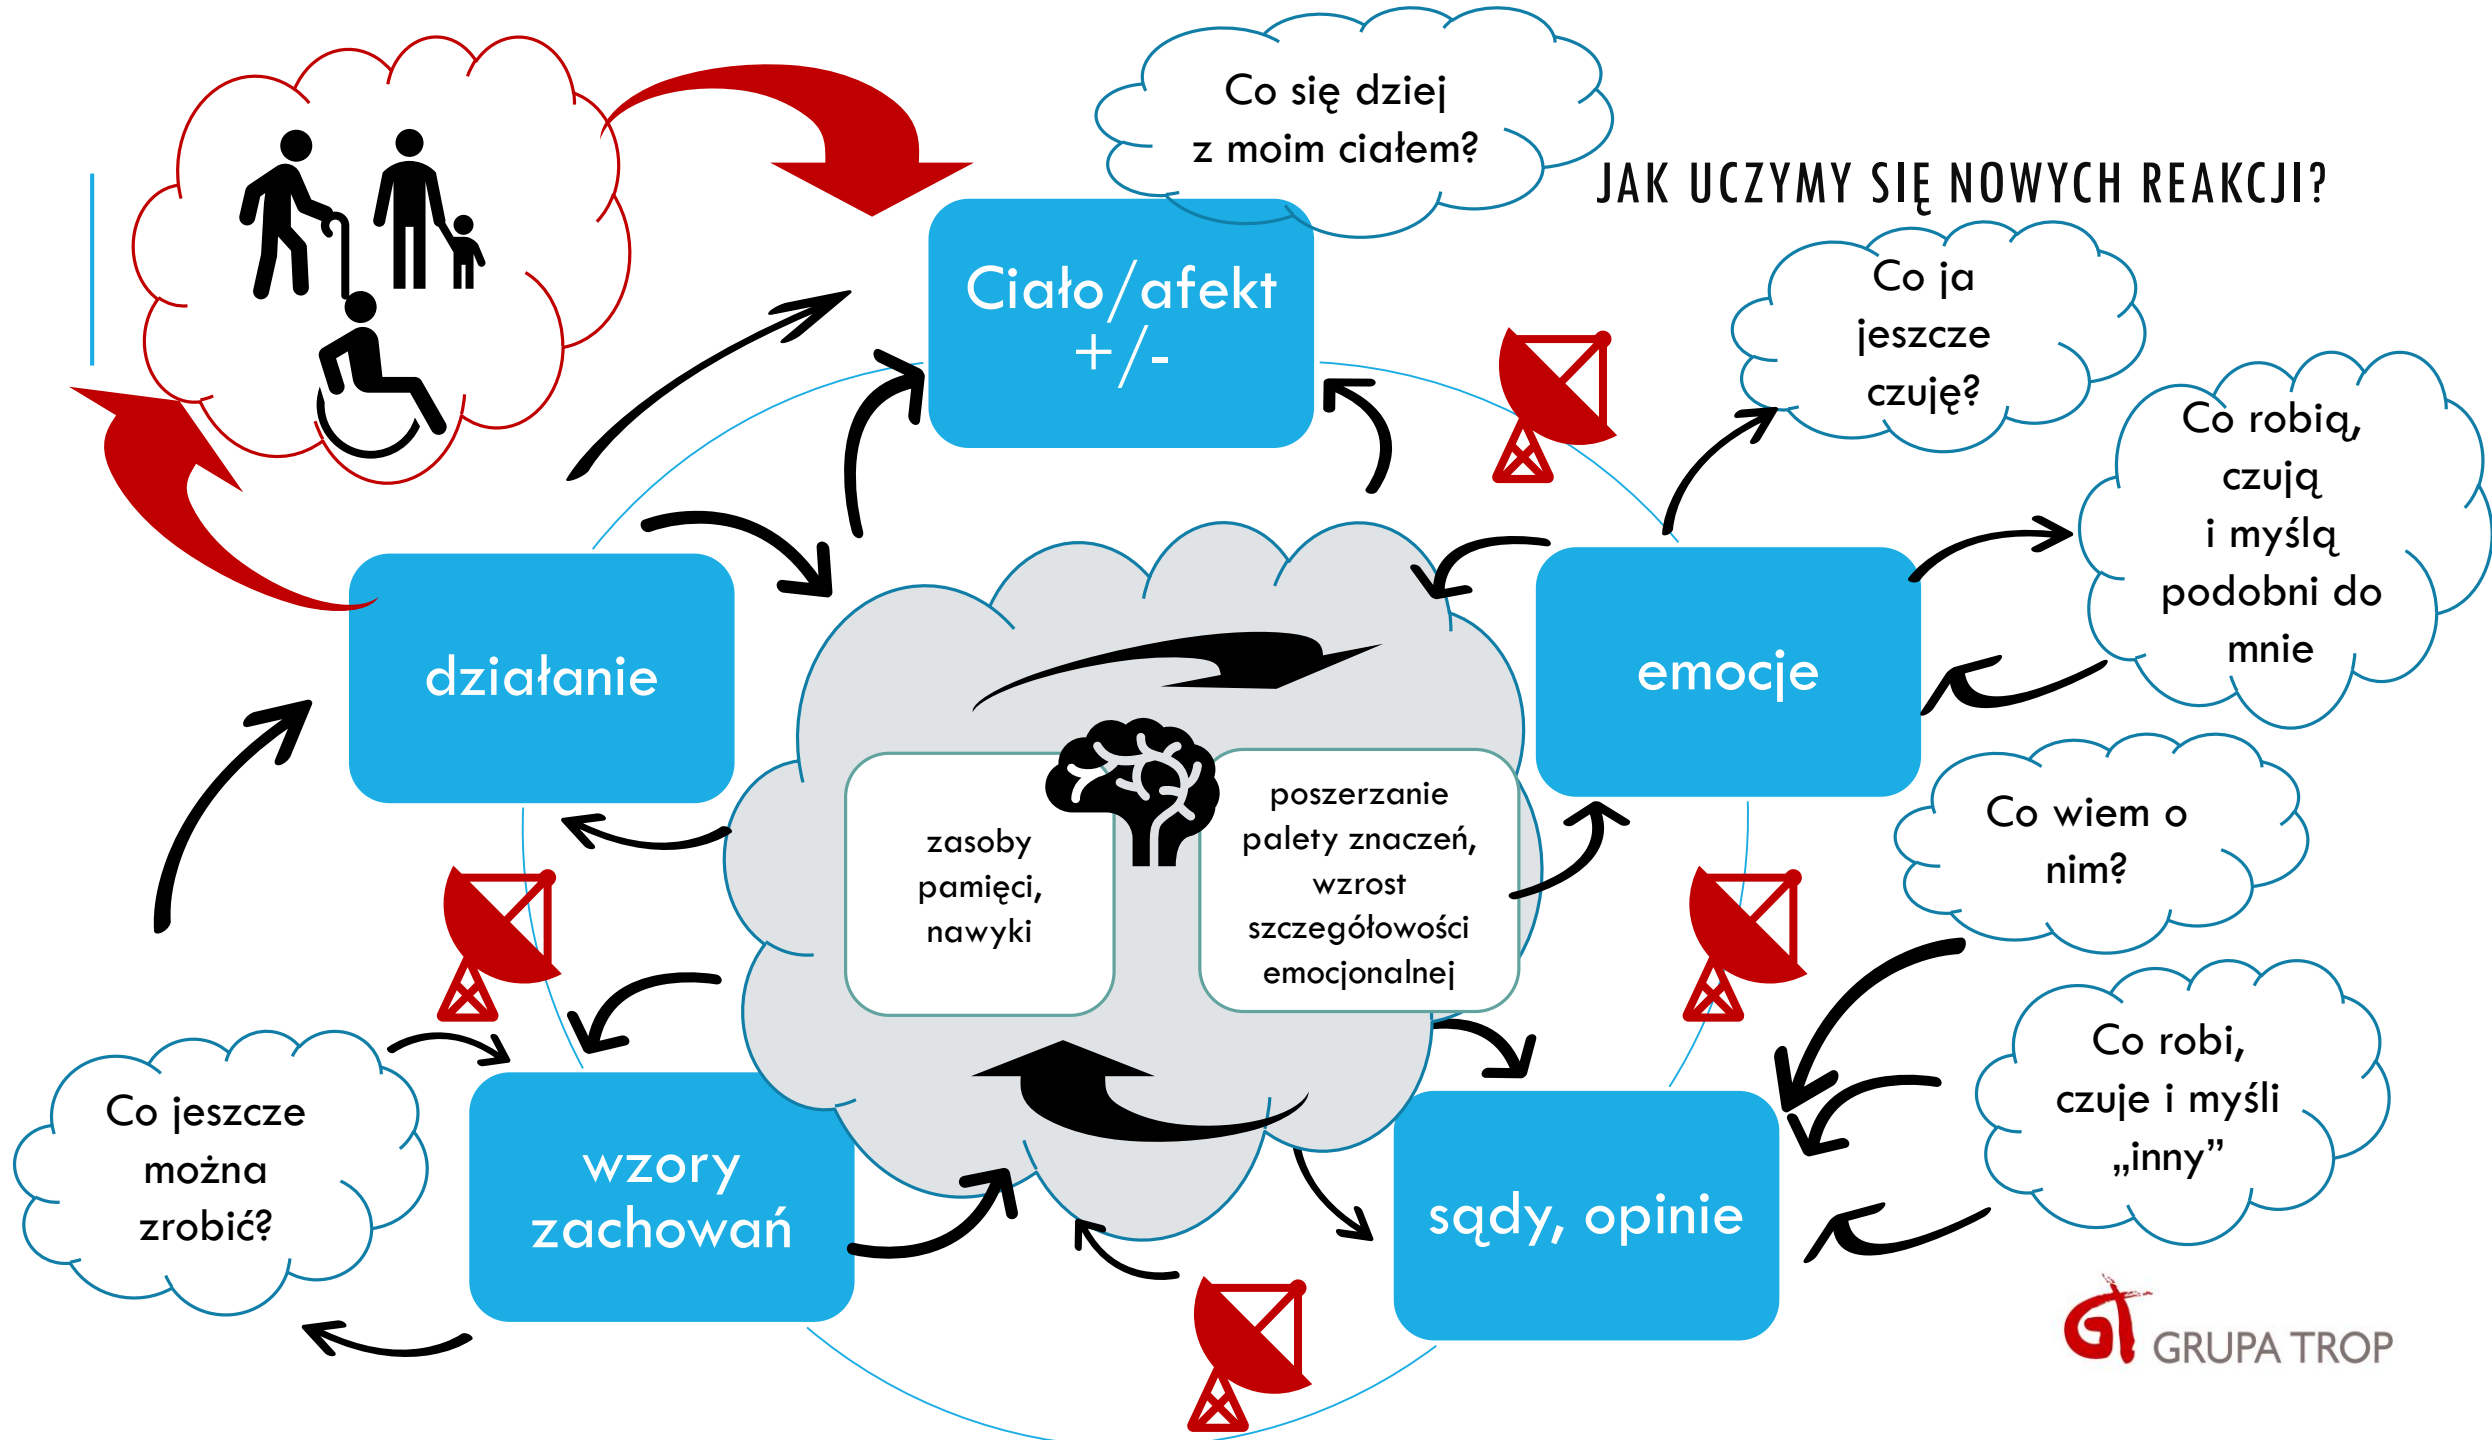 JAK UCZYMY SIĘ NOWYCH REAKCJI?
Co się dziej
z moim ciałem?
Ciało/afekt
+/-
Co ja
jeszcze
czuję?
Co robią,
czują
i myślą
podobni do
mnie
emocje
działanie
zasoby
pamięci,
nawyki
poszerzanie
palety znaczeń,
wzrost
szczegółowości
emocjonalnej
Co wiem o
nim?
Co robi,
czuje i myśli
„inny”
sądy, opinie
wzory
zachowań
Co jeszcze
można
zrobić?
GRUPA TROP